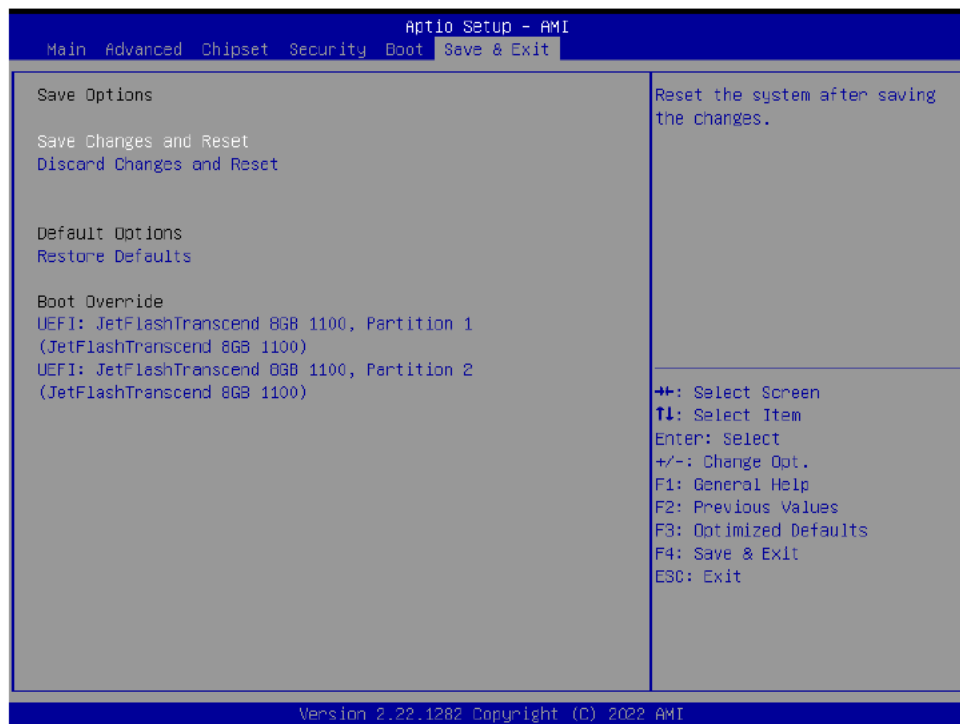 Aptio Setup - AMI
Main Advanced Chipset Security Boot Save & Exit
Save Options
Save Changes and Reset
Discard Changes and Reset
Default Options
Restore Defaults
Boot Override
UEFI: JetFlashTranscend 8GB 1100, Partition 1
(JetFlashTranscend 8GB 1100)
UEFI: JetFlashTranscend 8GB 1100, Partition 2
(JetFlashTranscend 8GB 1100)
Reset the system after saving
the changes.
→←: Select Screen
↑↓: Select Item
Enter: Select
+/-: Change Opt.
F1: General Help
F2: Previous Values
F3: Optimized Defaults
F4: Save & Exit
ESC: Exit
Version 2.22.1282 Copyright (C) 2022 AMI